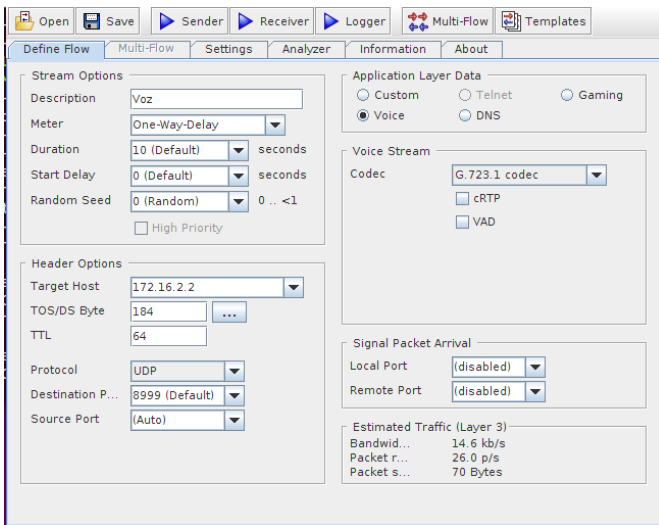 Open Save Sender Receiver Logger Multi-Flow Templates
Define Flow Multi-Flow Settings Analyzer Information About
Stream Options
Description Voz
Meter One-Way-Delay
Duration 10 (Default) seconds
Start Delay 0 (Default) seconds
Random Seed 0 (Random) 0 .. <1
High Priority
Header Options
Target Host 172.16.2.2
TOS/DS Byte 184 ...
TTL 64
Protocol UDP
Destination P... 8999 (Default)
Source Port (Auto)
Application Layer Data
Custom Telnet Gaming
Voice DNS
Voice Stream
Codec G.723.1 codec
cRTP
VAD
Signal Packet Arrival
Local Port (disabled)
Remote Port (disabled)
Estimated Traffic (Layer 3)
Bandwid... 14.6 kb/s
Packet r... 26.0 p/s
Packet s... 70 Bytes